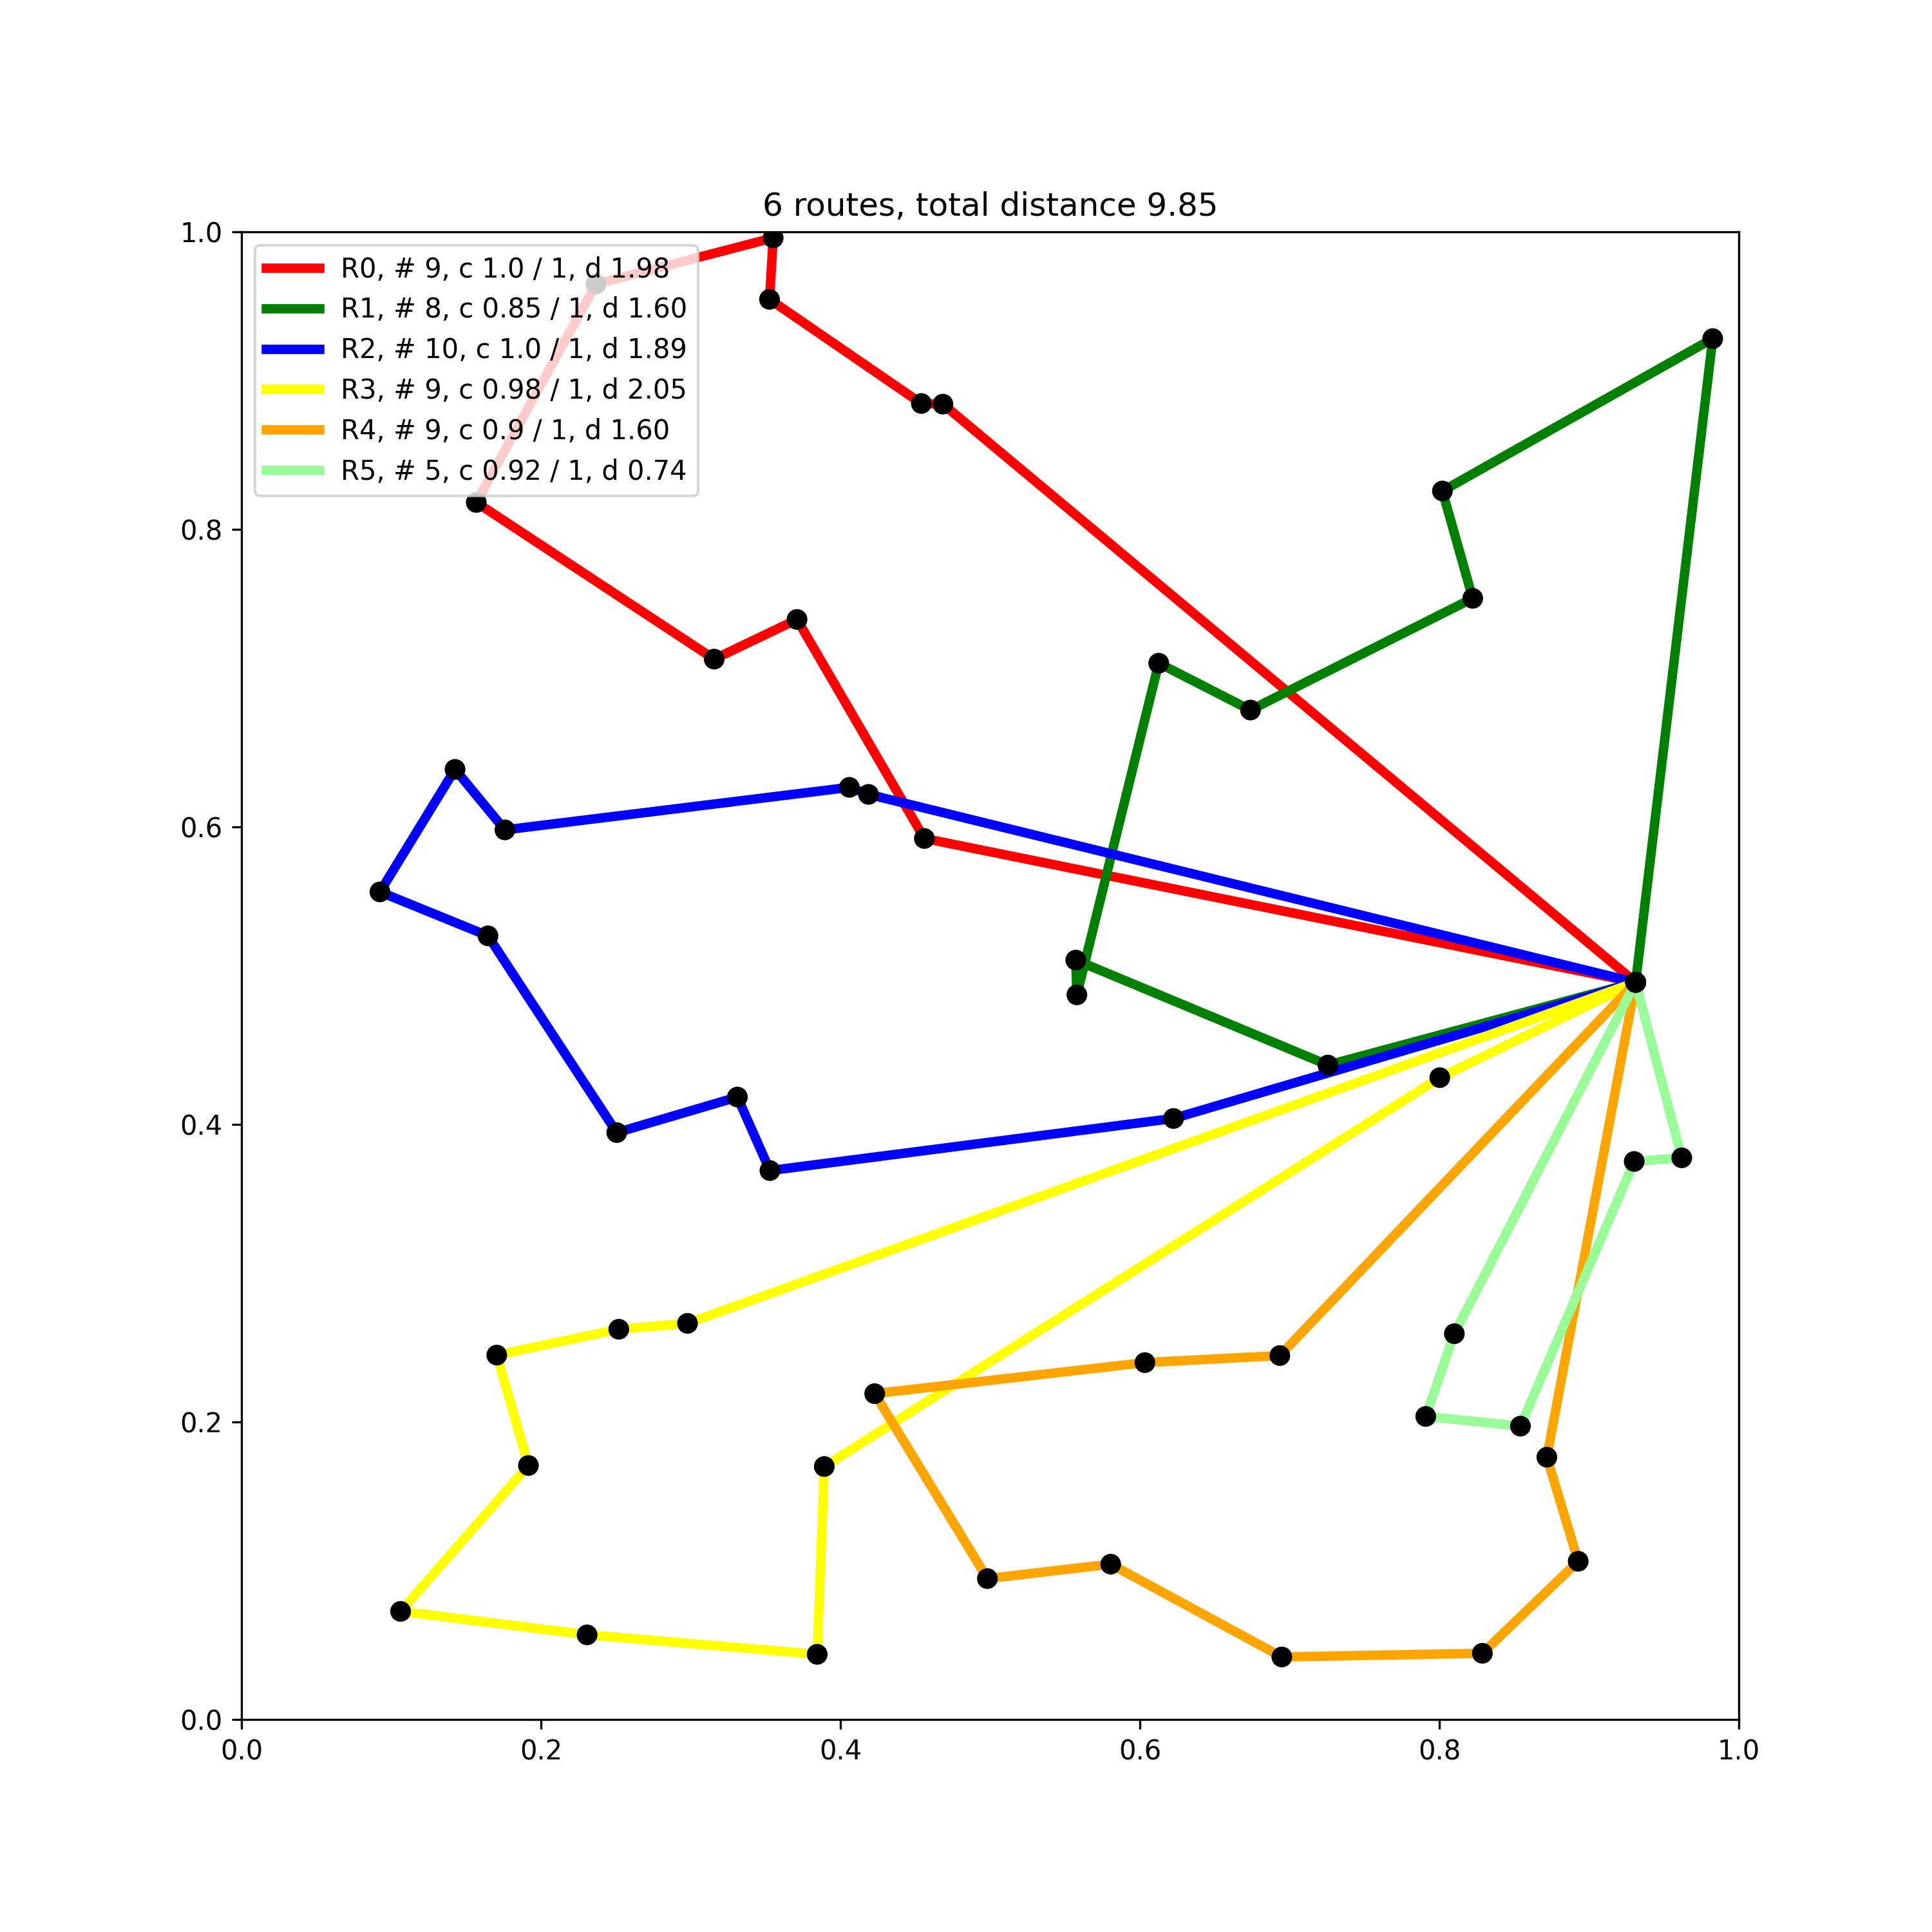 6 routes, total distance 9.85
1.0
0.8
0.6
0.4
0.2
0.0
R0, # 9, c 1.0 / 1, d 1.98
R1, # 8, c 0.85 / 1, d 1.60
R2, # 10, c 1.0 / 1, d 1.89
R3, # 9, c 0.98 / 1, d 2.05
R4, # 9, c 0.9 / 1, d 1.60
R5, # 5, c 0.92 / 1, d 0.74
0.0 0.2 0.4 0.6 0.8 1.0